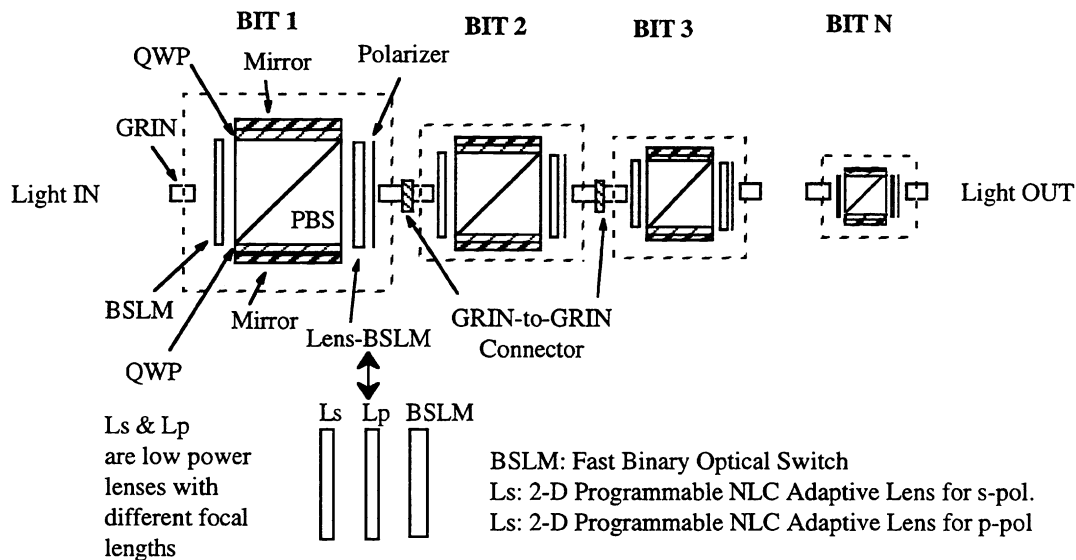 BIT 1
BIT 2
BIT 3
BIT N
QWP
Mirror
Polarizer
GRIN
Light IN
PBS
Light OUT
BSLM
Mirror
Lens-BSLM
GRIN-to-GRIN
Connector
QWP
Ls
Lp
BSLM
Ls & Lp
are low power
lenses with
different focal
lengths
BSLM: Fast Binary Optical Switch
Ls: 2-D Programmable NLC Adaptive Lens for s-pol.
Ls: 2-D Programmable NLC Adaptive Lens for p-pol